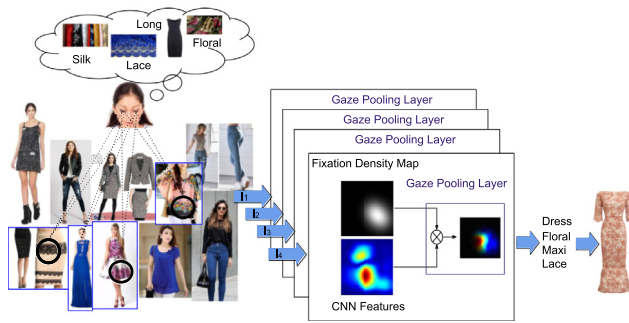 Long
Silk
Lace
Floral
Gaze Pooling Layer
Gaze Pooling Layer
Gaze Pooling Layer
Fixation Density Map
Gaze Pooling Layer
I1
I2
I3
I4
CNN Features
Dress
Floral
Maxi
Lace